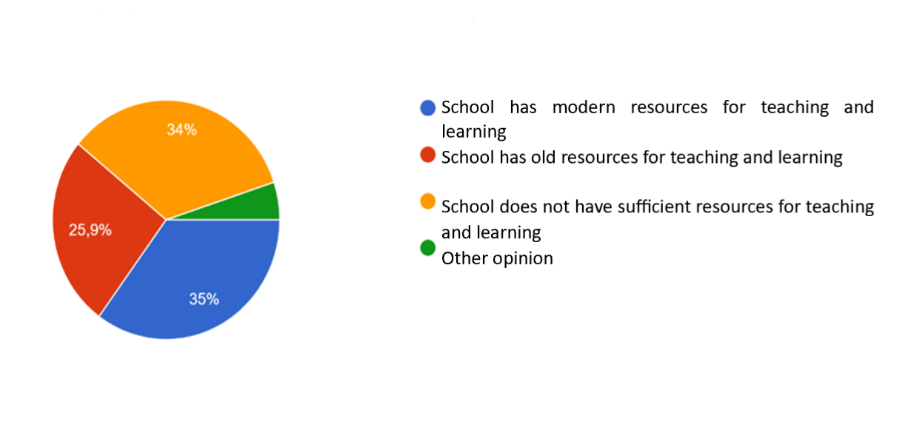 34%
25,9%
35%
School has modern resources for teaching and
learning
School has old resources for teaching and learning
School does not have sufficient resources for teaching
and learning
Other opinion